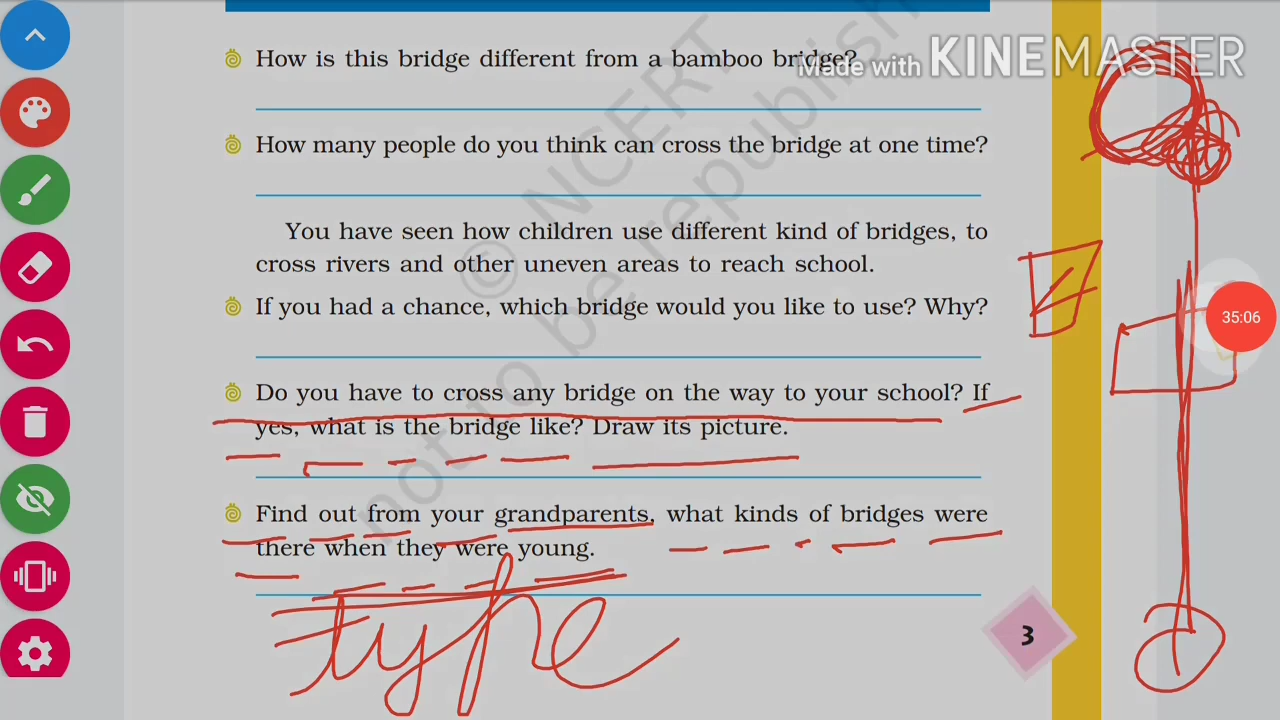 Made with KINEMASTER
How is this bridge different from a bamboo bridge?
How many people do you think can cross the bridge at one time?
You have seen how children use different kind of bridges, to
cross rivers and other uneven areas to reach school.
If you had a chance, which bridge would you like to use? Why?
35:06
Do you have to cross any bridge on the way to your school? If
yes, what is the bridge like? Draw its picture.
Find out from your grandparents, what kinds of bridges were
there when they were young.
type
3
© NCERT
not to be republish